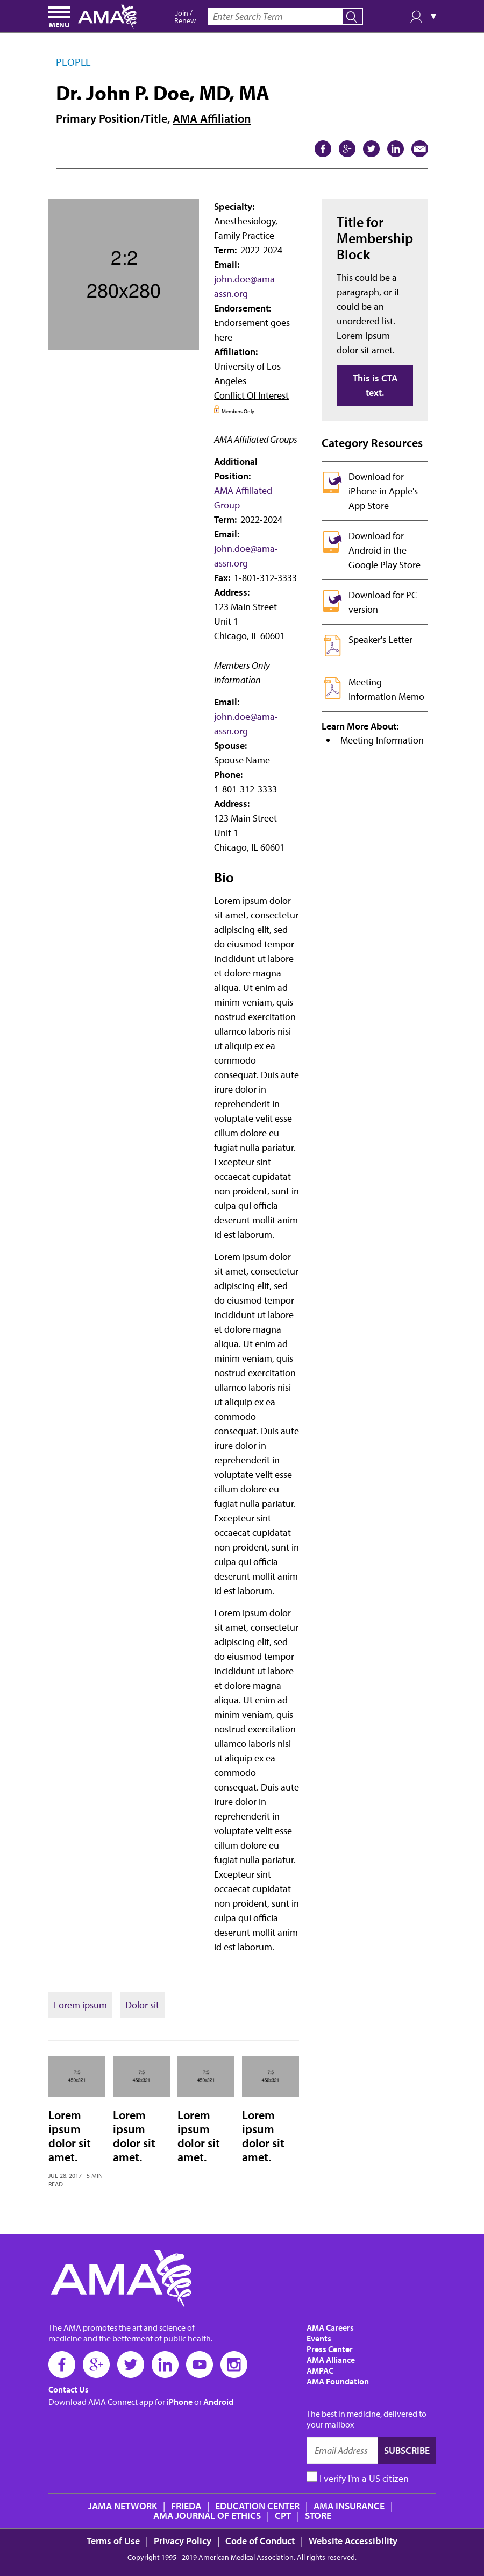 MENU
AMA
Join /
Renew
Enter Search Term
▼
PEOPLE
Dr. John P. Doe, MD, MA
Primary Position/Title, AMA Affiliation
2:2
280x280
Specialty:
Anesthesiology,
Family Practice
Term: 2022-2024
Email:
john.doe@ama-
assn.org
Endorsement:
Endorsement goes
here
Affiliation:
University of Los
Angeles
Conflict Of Interest
Members Only
AMA Affiliated Groups
Additional
Position:
AMA Affiliated
Group
Term: 2022-2024
Email:
john.doe@ama-
assn.org
Fax: 1-801-312-3333
Address:
123 Main Street
Unit 1
Chicago, IL 60601
Members Only
Information
Email:
john.doe@ama-
assn.org
Spouse:
Spouse Name
Phone:
1-801-312-3333
Address:
123 Main Street
Unit 1
Chicago, IL 60601
Bio
Lorem ipsum dolor
sit amet, consectetur
adipiscing elit, sed
do eiusmod tempor
incididunt ut labore
et dolore magna
aliqua. Ut enim ad
minim veniam, quis
nostrud exercitation
ullamco laboris nisi
ut aliquip ex ea
commodo
consequat. Duis aute
irure dolor in
reprehenderit in
voluptate velit esse
cillum dolore eu
fugiat nulla pariatur.
Excepteur sint
occaecat cupidatat
non proident, sunt in
culpa qui officia
deserunt mollit anim
id est laborum.
Lorem ipsum dolor
sit amet, consectetur
adipiscing elit, sed
do eiusmod tempor
incididunt ut labore
et dolore magna
aliqua. Ut enim ad
minim veniam, quis
nostrud exercitation
ullamco laboris nisi
ut aliquip ex ea
commodo
consequat. Duis aute
irure dolor in
reprehenderit in
voluptate velit esse
cillum dolore eu
fugiat nulla pariatur.
Excepteur sint
occaecat cupidatat
non proident, sunt in
culpa qui officia
deserunt mollit anim
id est laborum.
Lorem ipsum dolor
sit amet, consectetur
adipiscing elit, sed
do eiusmod tempor
incididunt ut labore
et dolore magna
aliqua. Ut enim ad
minim veniam, quis
nostrud exercitation
ullamco laboris nisi
ut aliquip ex ea
commodo
consequat. Duis aute
irure dolor in
reprehenderit in
voluptate velit esse
cillum dolore eu
fugiat nulla pariatur.
Excepteur sint
occaecat cupidatat
non proident, sunt in
culpa qui officia
deserunt mollit anim
id est laborum.
Title for
Membership
Block
This could be a
paragraph, or it
could be an
unordered list.
Lorem ipsum
dolor sit amet.
This is CTA
text.
Category Resources
Download for
iPhone in Apple's
App Store
Download for
Android in the
Google Play Store
Download for PC
version
Speaker's Letter
Meeting
Information Memo
Learn More About:
• Meeting Information
Lorem ipsum
Dolor sit
7:5
450x321
Lorem
ipsum
dolor sit
amet.
JUL 28, 2017 | 5 MIN
READ
7:5
450x321
Lorem
ipsum
dolor sit
amet.
7:5
450x321
Lorem
ipsum
dolor sit
amet.
7:5
450x321
Lorem
ipsum
dolor sit
amet.
AMA
The AMA promotes the art and science of
medicine and the betterment of public health.
Contact Us
Download AMA Connect app for iPhone or Android
AMA Careers
Events
Press Center
AMA Alliance
AMPAC
AMA Foundation
The best in medicine, delivered to
your mailbox
Email Address
SUBSCRIBE
I verify I'm a US citizen
JAMA NETWORK | FRIEDA | EDUCATION CENTER | AMA INSURANCE |
AMA JOURNAL OF ETHICS | CPT | STORE
Terms of Use | Privacy Policy | Code of Conduct | Website Accessibility
Copyright 1995 - 2019 American Medical Association. All rights reserved.